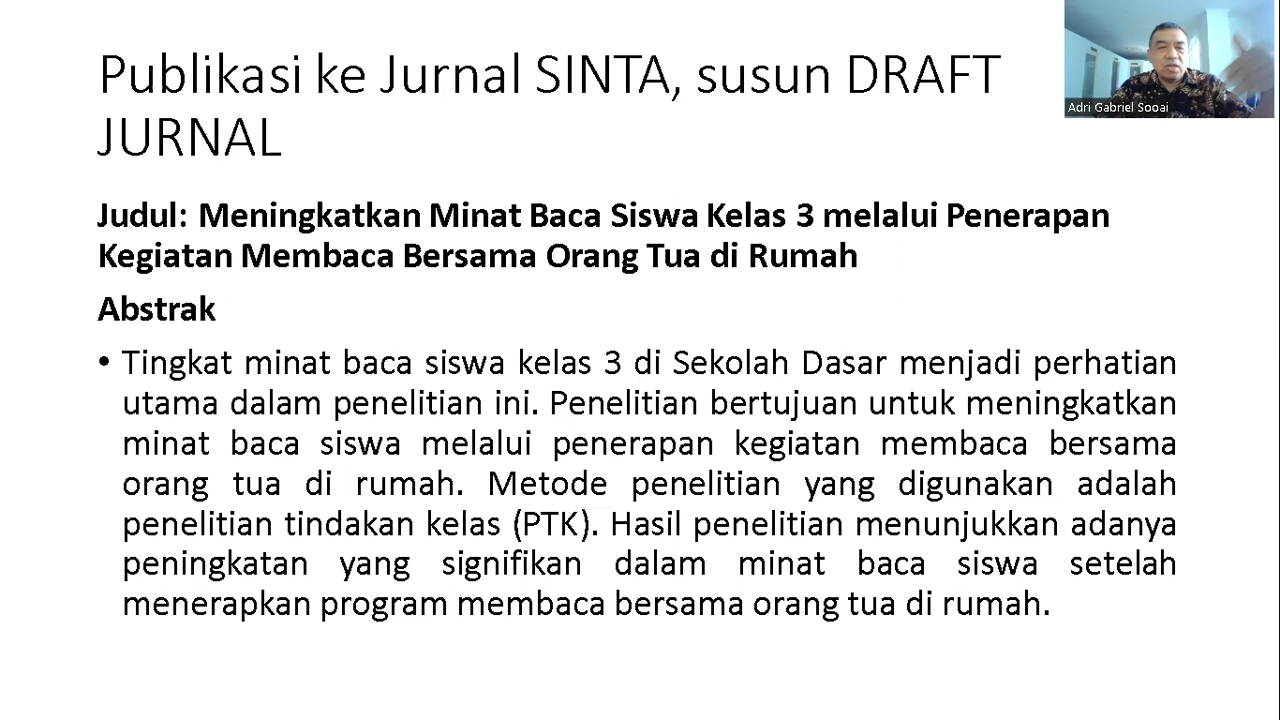 Publikasi ke Jurnal SINTA, susun DRAFT
JURNAL
Adri Gabriel Sooai
Judul: Meningkatkan Minat Baca Siswa Kelas 3 melalui Penerapan
Kegiatan Membaca Bersama Orang Tua di Rumah
Abstrak
• Tingkat minat baca siswa kelas 3 di Sekolah Dasar menjadi perhatian
utama dalam penelitian ini. Penelitian bertujuan untuk meningkatkan
minat baca siswa melalui penerapan kegiatan membaca bersama
orang tua di rumah. Metode penelitian yang digunakan adalah
penelitian tindakan kelas (PTK). Hasil penelitian menunjukkan adanya
peningkatan yang signifikan dalam minat baca siswa setelah
menerapkan program membaca bersama orang tua di rumah.